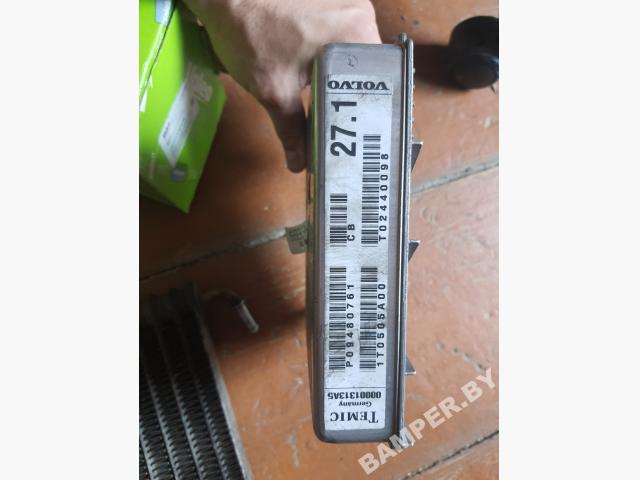 VOLVO
27.1
CB
T02440098
P09480761
1T0505A00
TEMIC
Germany
00001313A5
BAMPER.BY